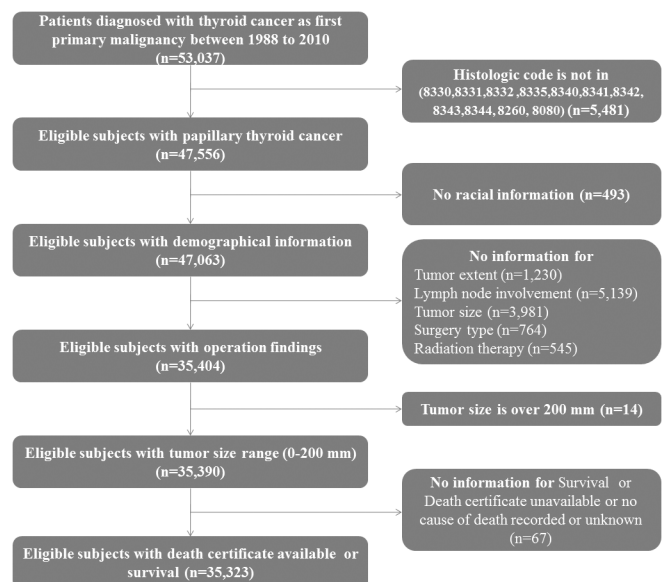 Patients diagnosed with thyroid cancer as first
primary malignancy between 1988 to 2010
(n=53,037)
Histologic code is not in
(8330,8331,8332 ,8335,8340,8341,8342,
8343,8344, 8260, 8080) (n=5,481)
Eligible subjects with papillary thyroid cancer
(n=47,556)
No racial information (n=493)
Eligible subjects with demographical information
(n=47,063)
No information for
Tumor extent (n=1,230)
Lymph node involvement (n=5,139)
Tumor size (n=3,981)
Surgery type (n=764)
Radiation therapy (n=545)
Eligible subjects with operation findings
(n=35,404)
Tumor size is over 200 mm (n=14)
Eligible subjects with tumor size range (0-200 mm)
(n=35,390)
No information for Survival or
Death certificate unavailable or no
cause of death recorded or unknown
(n=67)
Eligible subjects with death certificate available or
survival (n=35,323)